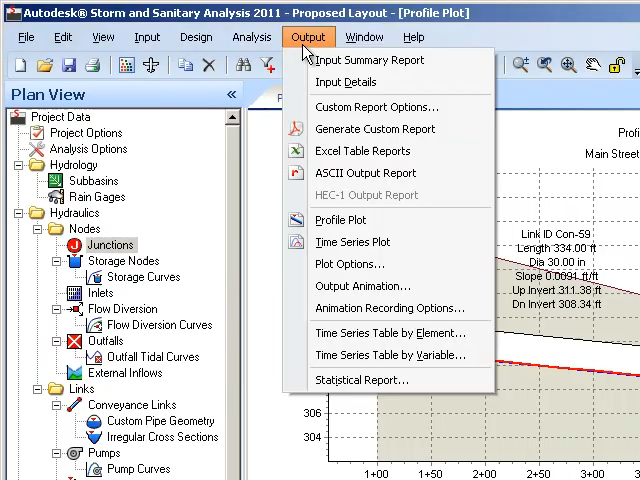 Autodesk® Storm and Sanitary Analysis 2011 - Proposed Layout - [Profile Plot]
File Edit View Input Design Analysis Output Window Help
Plan View «
Input Summary Report
Input Details
Custom Report Options...
Generate Custom Report
Excel Table Reports
ASCII Output Report
HEC-1 Output Report
Profile Plot
Time Series Plot
Plot Options...
Output Animation...
Animation Recording Options...
Time Series Table by Element...
Time Series Table by Variable...
Statistical Report...
Project Data
Project Options
Analysis Options
Hydrology
Subbasins
Rain Gages
Hydraulics
Nodes
Junctions
Storage Nodes
Storage Curves
Inlets
Flow Diversion
Flow Diversion Curves
Outfalls
Outfall Tidal Curves
External Inflows
Links
Conveyance Links
Custom Pipe Geometry
Irregular Cross Sections
Pumps
Pump Curves
Profi
Main Street
Link ID Con-59
Length 334.00 ft
Dia 30.00 in
Slope 0.0091 ft/ft
Up Invert 311.38 ft
Dn Invert 308.34 ft
306
304
1+00 1+50 2+00 2+50 3+00